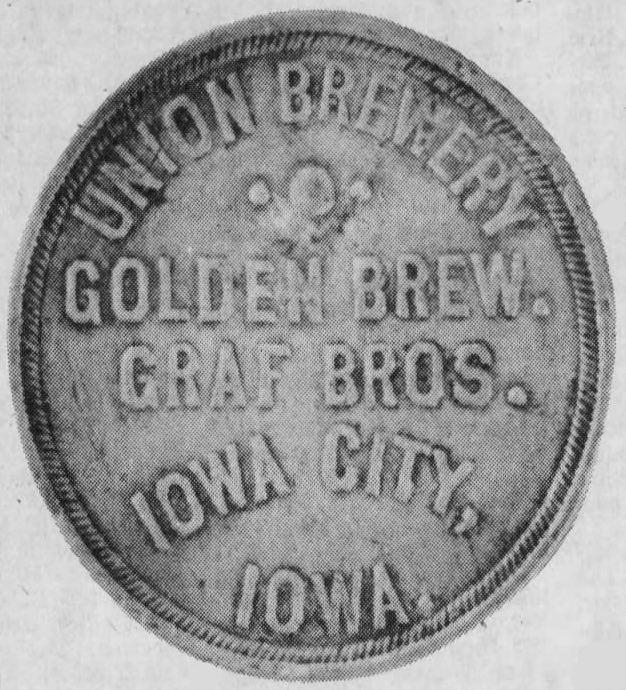 UNION BREWERY
GOLDEN BREW.
GRAF BROS.
IOWA CITY,
IOWA.